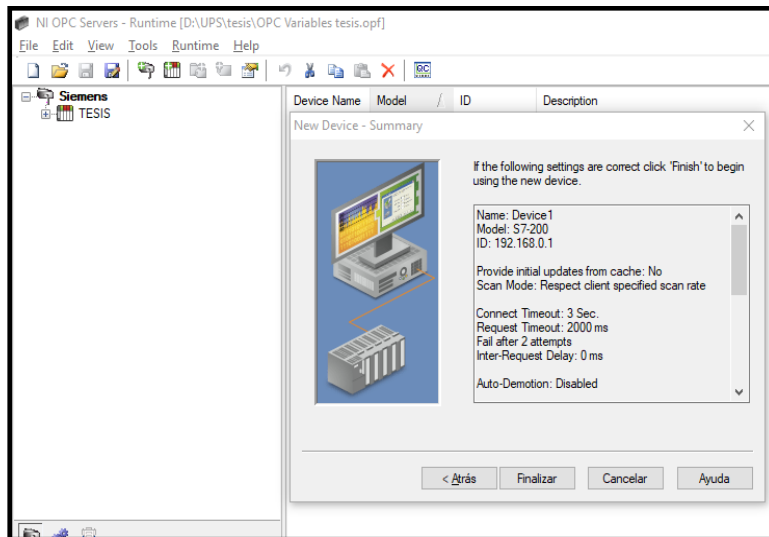 NI OPC Servers - Runtime [D:\UPS\tesis\OPC Variables tesis.opf]
File Edit View Tools Runtime Help
Siemens
TESIS
Device Name Model / ID Description
New Device - Summary
If the following settings are correct click 'Finish' to begin
using the new device.
Name: Device1
Model: S7-200
ID: 192.168.0.1
Provide initial updates from cache: No
Scan Mode: Respect client specified scan rate
Connect Timeout: 3 Sec.
Request Timeout: 2000 ms
Fail after 2 attempts
Inter-Request Delay: 0 ms
Auto-Demotion: Disabled
< Atrás Finalizar Cancelar Ayuda